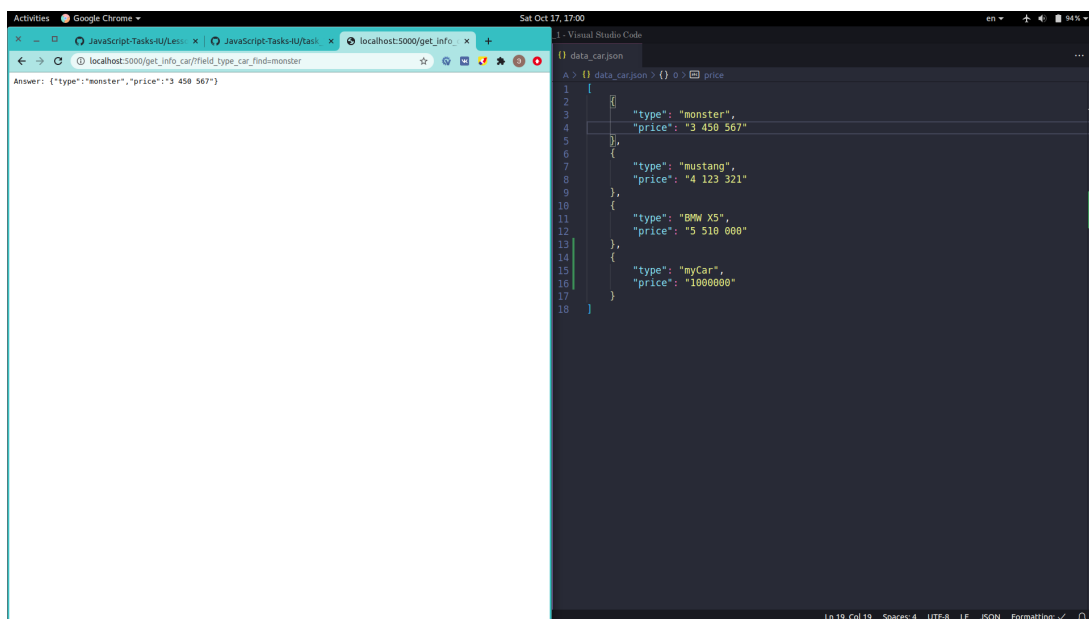 Activities Google Chrome ▾ Sat Oct 17, 17:00 en ▾ 94% ▾
JavaScript-Tasks-IU/Less × JavaScript-Tasks-IU/task_ × localhost:5000/get_info_ × +
localhost:5000/get_info_car/?field_type_car_find=monster
Answer: {"type":"monster","price":"3 450 567"}
_1 - Visual Studio Code
{} data_car.json ...
A > {} data_car.json > {} 0 > abc price
1 [
2 {
3 "type": "monster",
4 "price": "3 450 567"
5 },
6 {
7 "type": "mustang",
8 "price": "4 123 321"
9 },
10 {
11 "type": "BMW X5",
12 "price": "5 510 000"
13 },
14 {
15 "type": "myCar",
16 "price": "1000000"
17 }
18 ]
Ln 19, Col 19 Spaces: 4 UTF-8 LF JSON Formatting: ✓